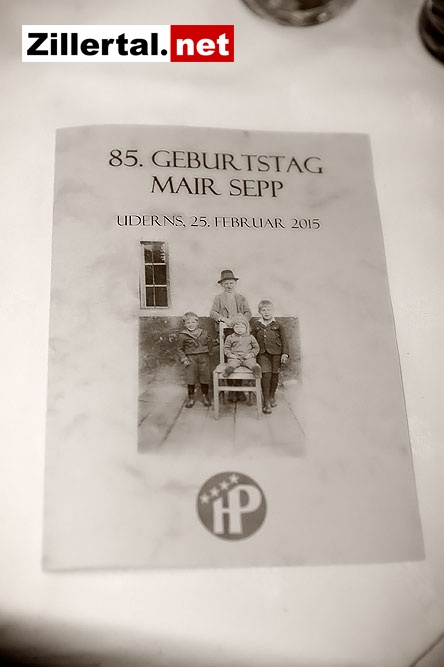 Zillertal.net
85. GEBURTSTAG
MAIR SEPP
UDERNS, 25. FEBRUAR 2015
HP